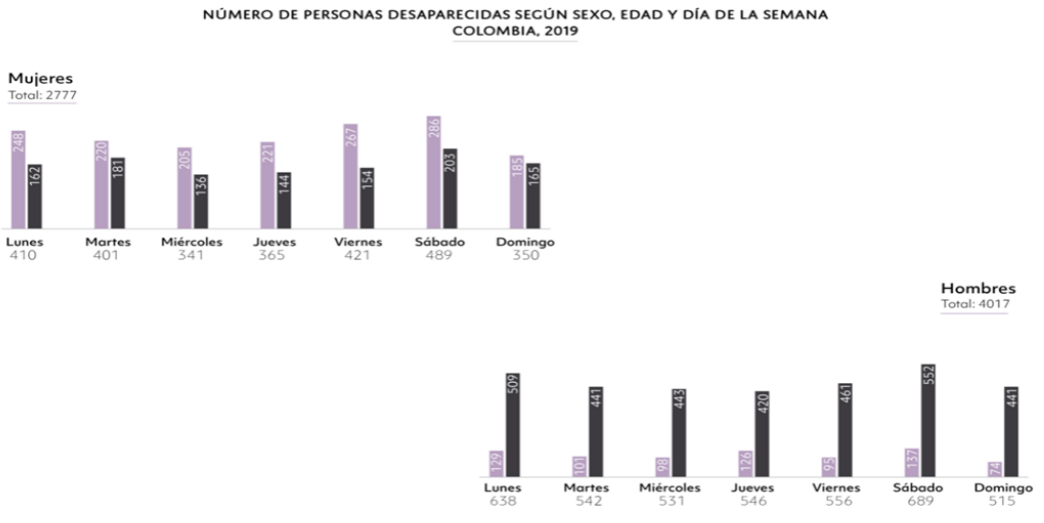 NÚMERO DE PERSONAS DESAPARECIDAS SEGÚN SEXO, EDAD Y DÍA DE LA SEMANA
COLOMBIA, 2019
Mujeres
Total: 2777
248 162 220 181 205 136 221 144 267 154 286 203 185 165
Lunes Martes Miércoles Jueves Viernes Sábado Domingo
410 401 341 365 421 489 350
Hombres
Total: 4017
129 509 101 441 98 443 126 420 95 461 137 552 74 441
Lunes Martes Miércoles Jueves Viernes Sábado Domingo
638 542 531 546 556 689 515